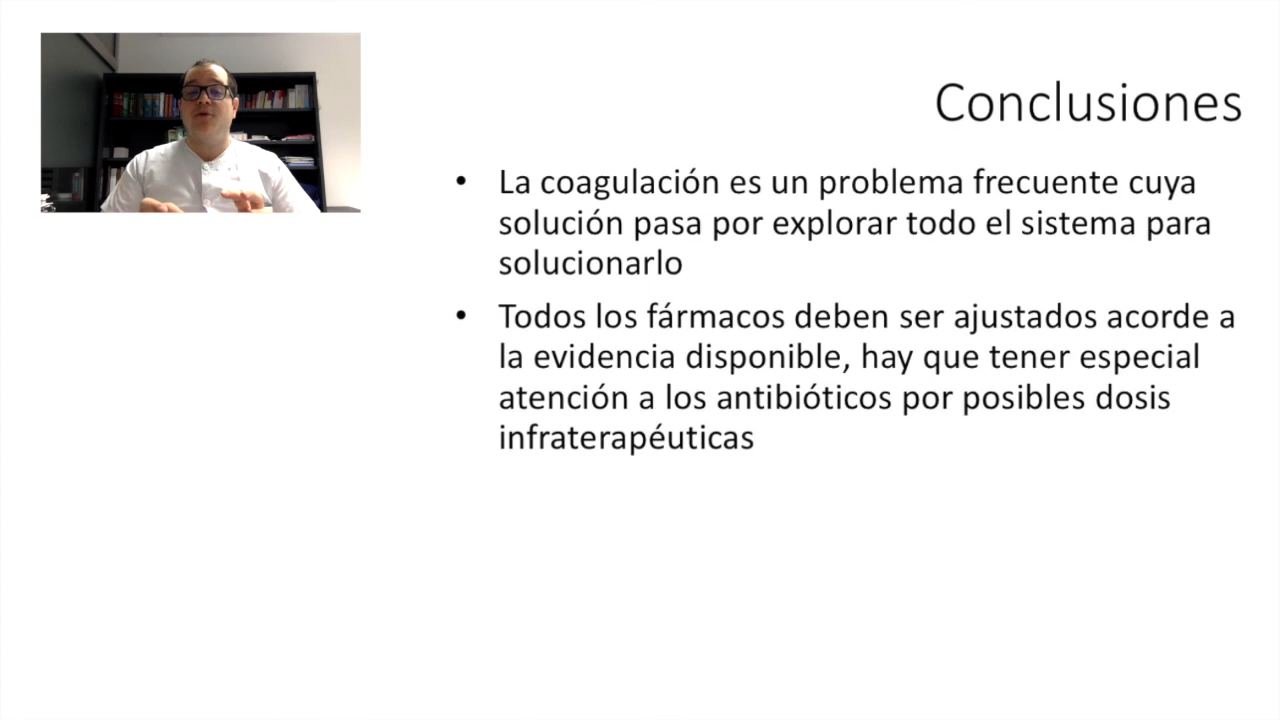 Conclusiones
• La coagulación es un problema frecuente cuya
solución pasa por explorar todo el sistema para
solucionarlo
• Todos los fármacos deben ser ajustados acorde a
la evidencia disponible, hay que tener especial
atención a los antibióticos por posibles dosis
infraterapéuticas